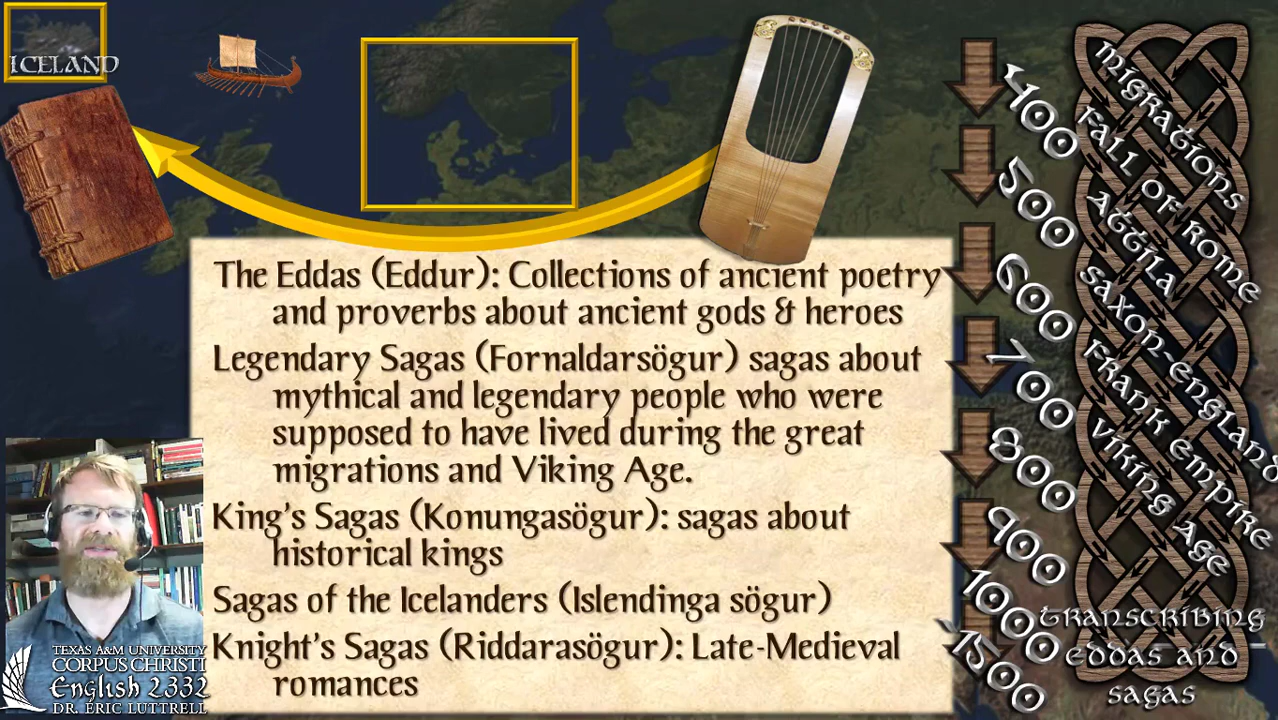 ICELAND
The Eddas (Eddur): Collections of ancient poetry
and proverbs about ancient gods & heroes
Legendary Sagas (Fornaldarsögur) sagas about
mythical and legendary people who were
supposed to have lived during the great
migrations and Viking Age.
King's Sagas (Konungasögur): sagas about
historical kings
Sagas of the Icelanders (Islendinga sögur)
Knight's Sagas (Riddarasögur): Late-Medieval
romances
TEXAS A&M UNIVERSITY
CORPUS CHRISTI
English 2332
DR. ERIC LUTTRELL
400
500
600
700
800
900
1000
1500
MIGRATIONS
FALL OF ROME
ATTILA
SAXON-ENGLAND
FRANK EMPIRE
VIKING AGE
TRANSCRIBING
EDDAS AND
SAGAS